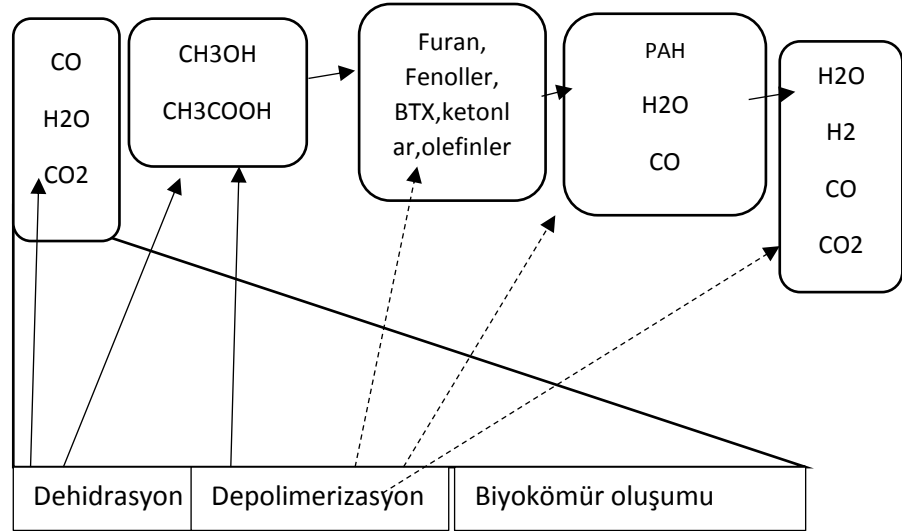 CO
H2O
CO2
CH3OH
CH3COOH
Furan,
Fenoller,
BTX,ketonl
ar,olefinler
PAH
H2O
CO
H2O
H2
CO
CO2
Dehidrasyon
Depolimerizasyon
Biyokömür oluşumu